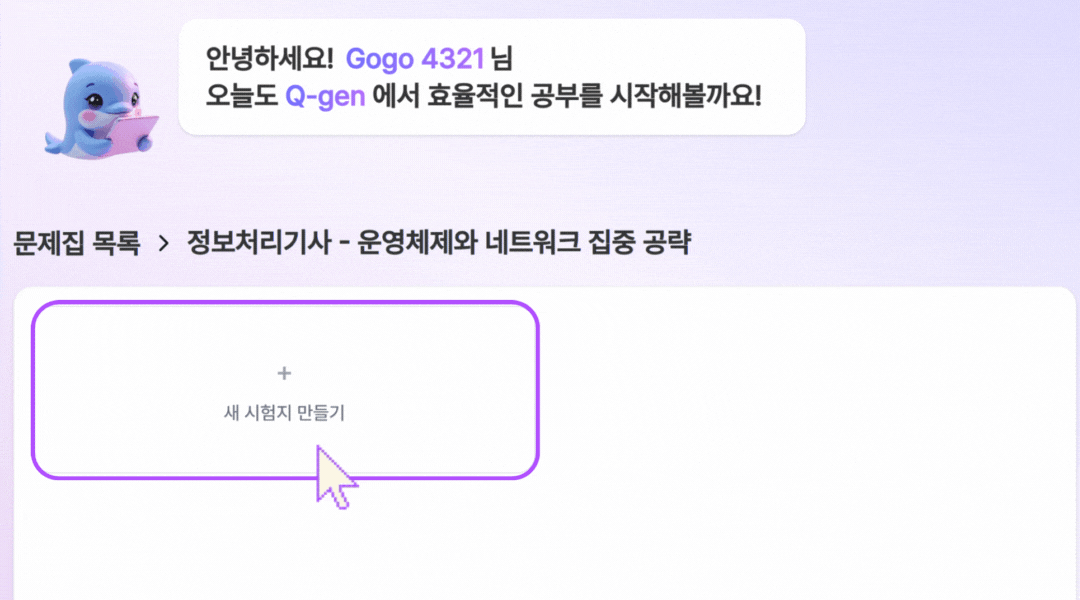 안녕하세요! Gogo 4321 님
오늘도 Q-gen 에서 효율적인 공부를 시작해볼까요!
문제집 목록 > 정보처리기사 - 운영체제와 네트워크 집중 공략
+
새 시험지 만들기